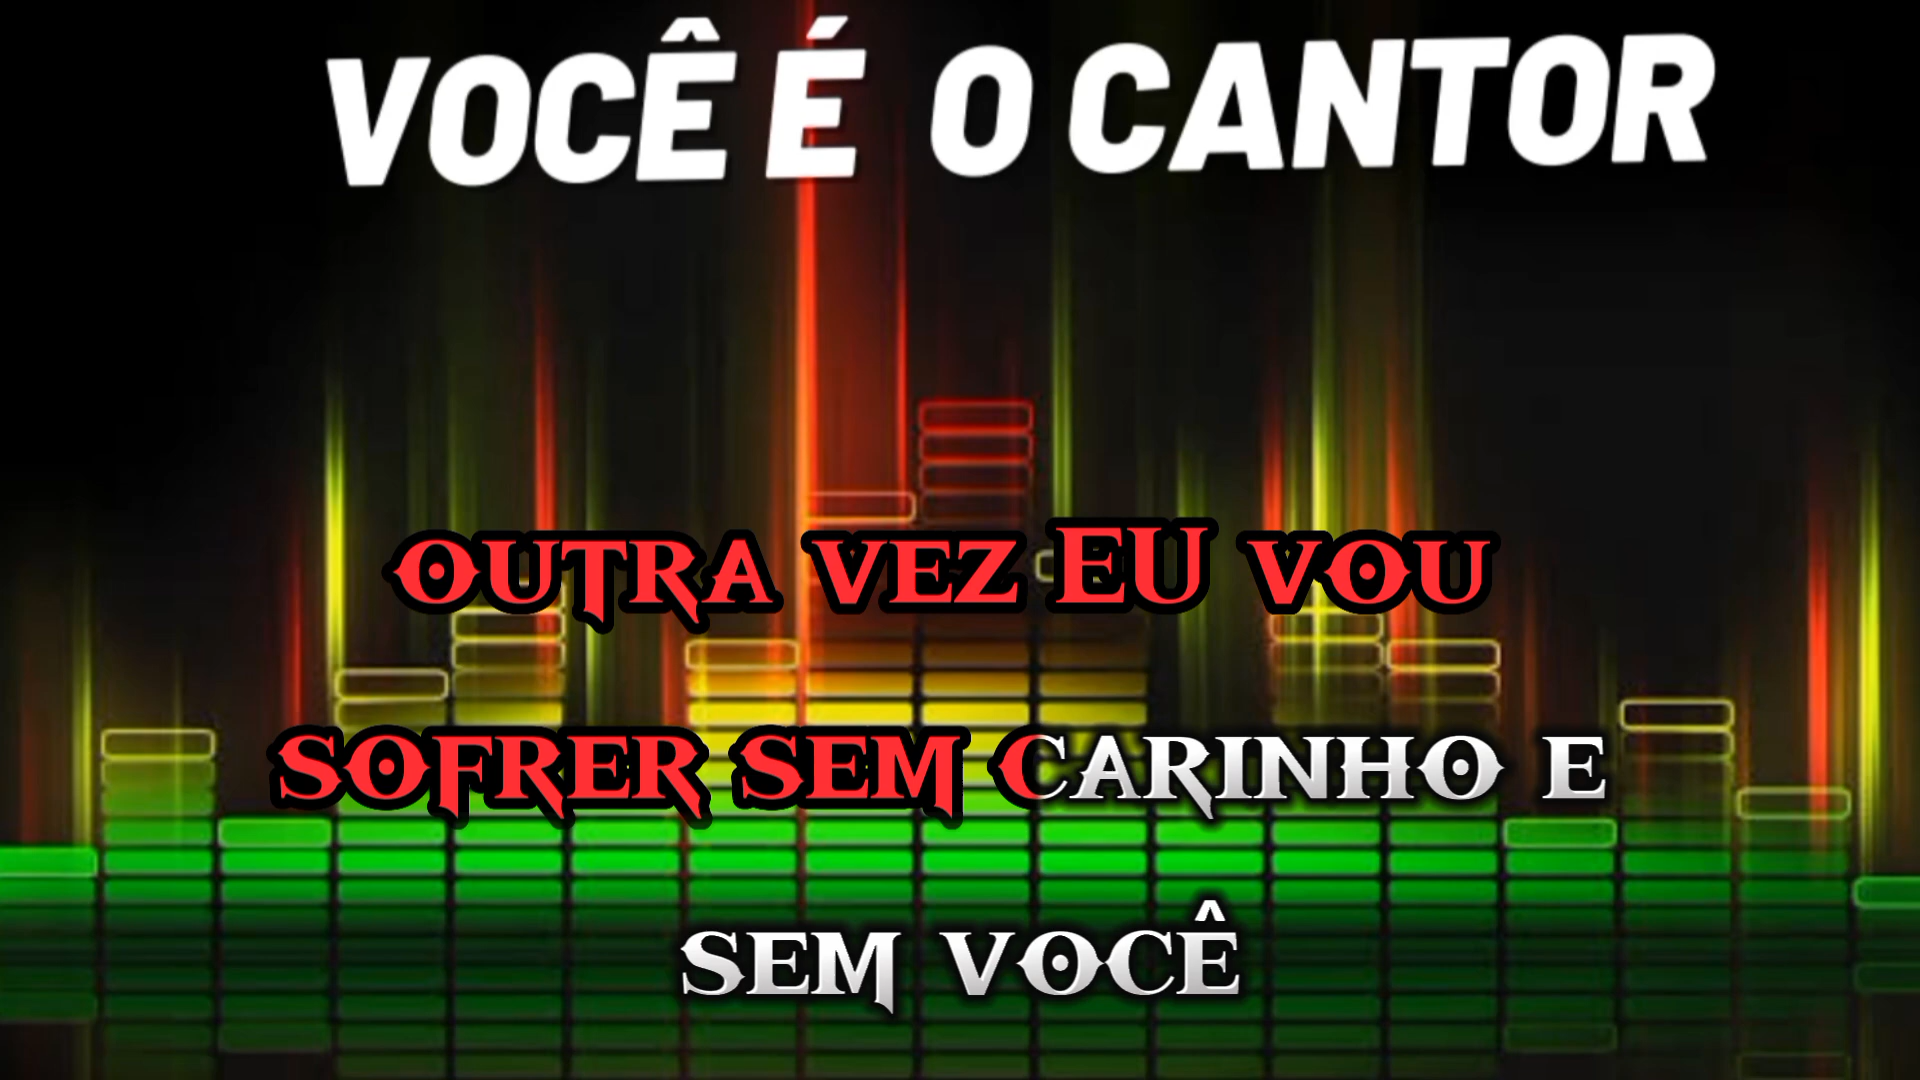 VOCÊ É O CANTOR
OUTRA VEZ EU VOU
SOFRER SEM CARINHO E
SEM VOCÊ